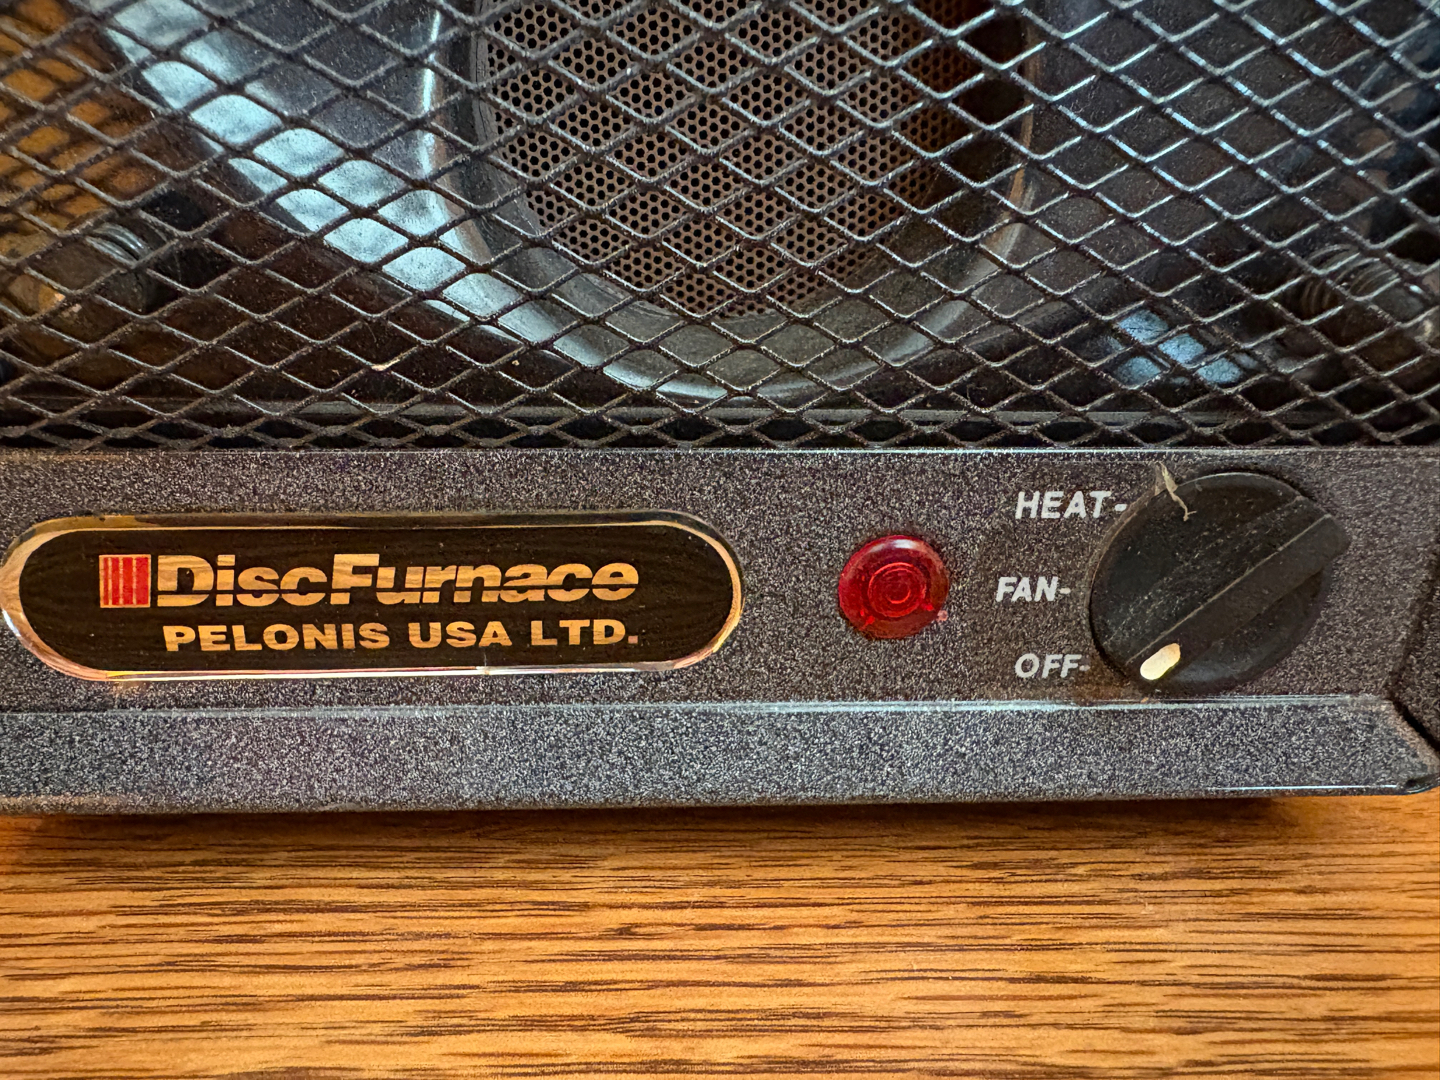 DiscFurnace
PELONIS USA LTD.
HEAT-
FAN-
OFF-